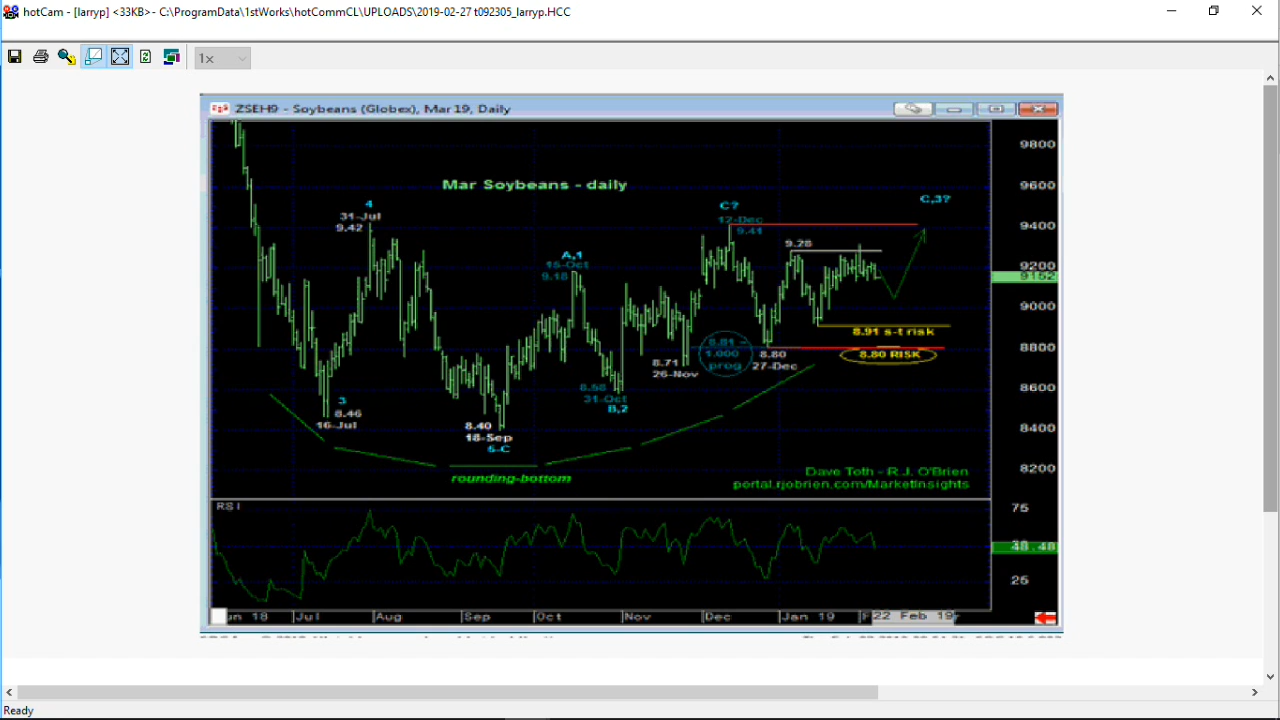 hotCam - [larryp] <33KB> - C:\ProgramData\1stWorks\hotCommCL\UPLOADS\2019-02-27 t092305_larryp.HCC
1x
ZSEH9 - Soybeans (Globex), Mar 19, Daily
9800
Mar Soybeans - daily
9600
4
31-Jul
9.42
C?
12-Dec
9.41
C,3?
9400
A,1
15-Oct
9.18
9.28
9200
9152
9000
8.91 s-t risk
8.81 -
1.000
prog
8.80
27-Dec
8.80 RISK
8800
8.71
26-Nov
3
8.46
16-Jul
8.58
31-Oct
B,2
8600
8.40
18-Sep
5-C
8400
rounding-bottom
Dave Toth - R.J. O'Brien
portal.rjobrien.com/MarketInsights
8200
RSI
75
48.48
25
un 18 Jul Aug Sep Oct Nov Dec Jan 19 F 22 Feb 19
Ready